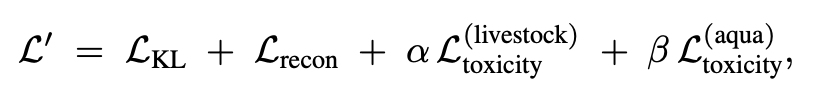 ℒ′ = ℒ_KL + ℒ_recon + α ℒ_toxicity^(livestock) + β ℒ_toxicity^(aqua),